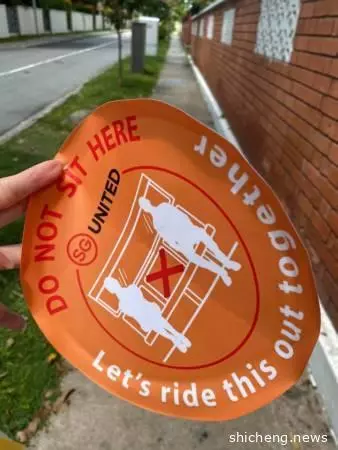 DO NOT SIT HERE
SG UNITED
Let's ride this out together
shicheng.news